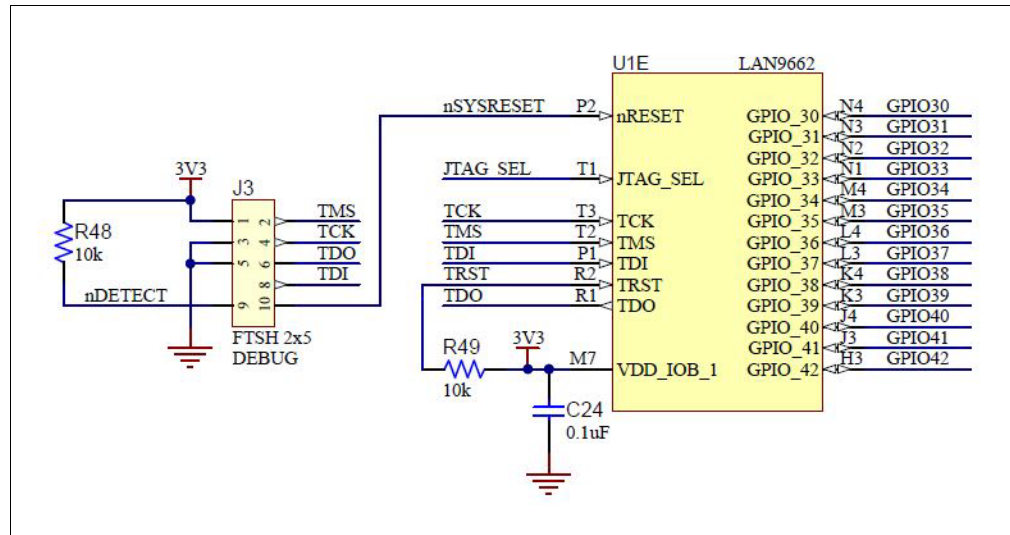 U1E LAN9662
nSYSRESET P2 nRESET
JTAG_SEL T1 JTAG_SEL
TCK T3 TCK
TMS T2 TMS
TDI P1 TDI
TRST R2 TRST
TDO R1 TDO
M7 VDD_IOB_1
GPIO_30 N4 GPIO30
GPIO_31 N3 GPIO31
GPIO_32 N2 GPIO32
GPIO_33 N1 GPIO33
GPIO_34 M4 GPIO34
GPIO_35 M3 GPIO35
GPIO_36 L4 GPIO36
GPIO_37 L3 GPIO37
GPIO_38 K4 GPIO38
GPIO_39 K3 GPIO39
GPIO_40 J4 GPIO40
GPIO_41 J3 GPIO41
GPIO_42 H3 GPIO42
3V3
J3
1 2 TMS
3 4 TCK
5 6 TDO
8 TDI
nDETECT 9 10
R48
10k
FTSH 2x5
DEBUG
R49
10k
3V3
C24
0.1uF